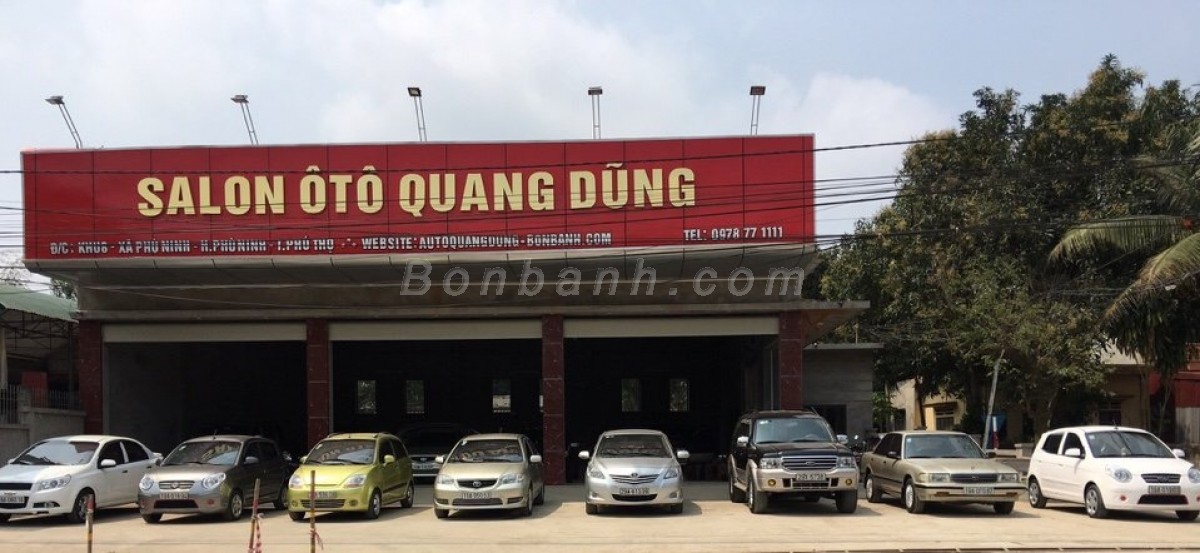 SALON ÔTÔ QUANG DŨNG
Đ/C: KHU8 - XÃ PHÚ NINH - H.PHÙ NINH - T.PHÚ THỌ -*- WEBSITE: AUTOQUANGDUNG - BONBANH.COM
TEL: 0978 77 1111
Bonbanh.com